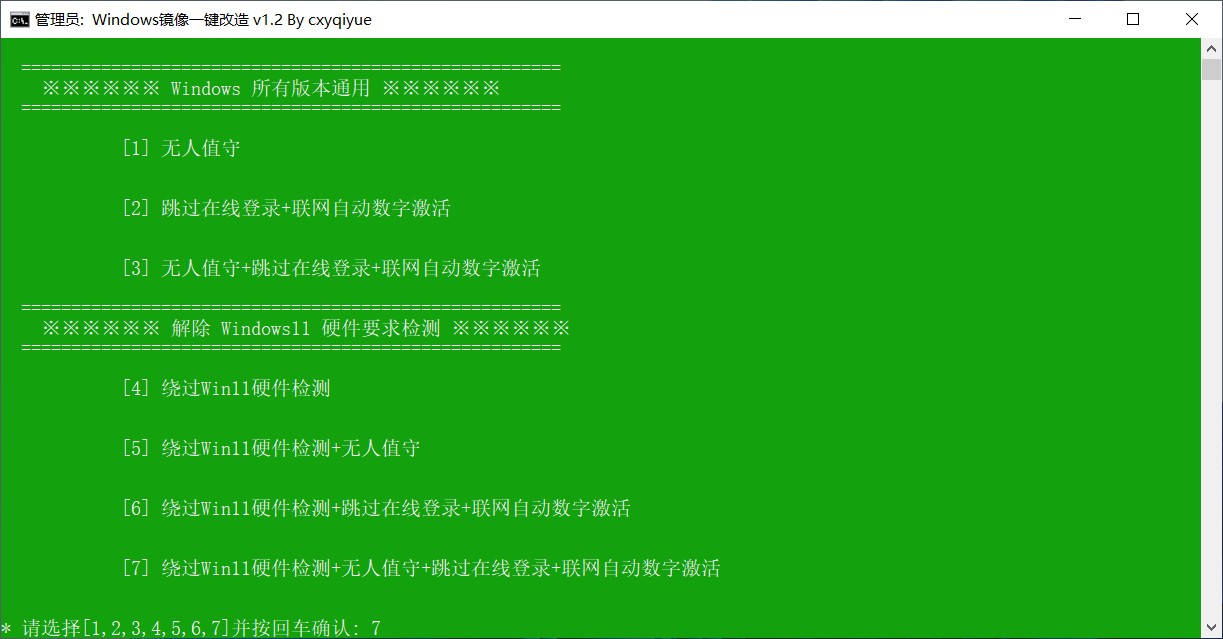 管理员: Windows镜像一键改造 v1.2 By cxyqiyue
======================================================
※※※※※※ Windows 所有版本通用 ※※※※※※
======================================================
[1] 无人值守
[2] 跳过在线登录+联网自动数字激活
[3] 无人值守+跳过在线登录+联网自动数字激活
======================================================
※※※※※※ 解除 Windows11 硬件要求检测 ※※※※※※
======================================================
[4] 绕过Win11硬件检测
[5] 绕过Win11硬件检测+无人值守
[6] 绕过Win11硬件检测+跳过在线登录+联网自动数字激活
[7] 绕过Win11硬件检测+无人值守+跳过在线登录+联网自动数字激活
* 请选择[1,2,3,4,5,6,7]并按回车确认: 7